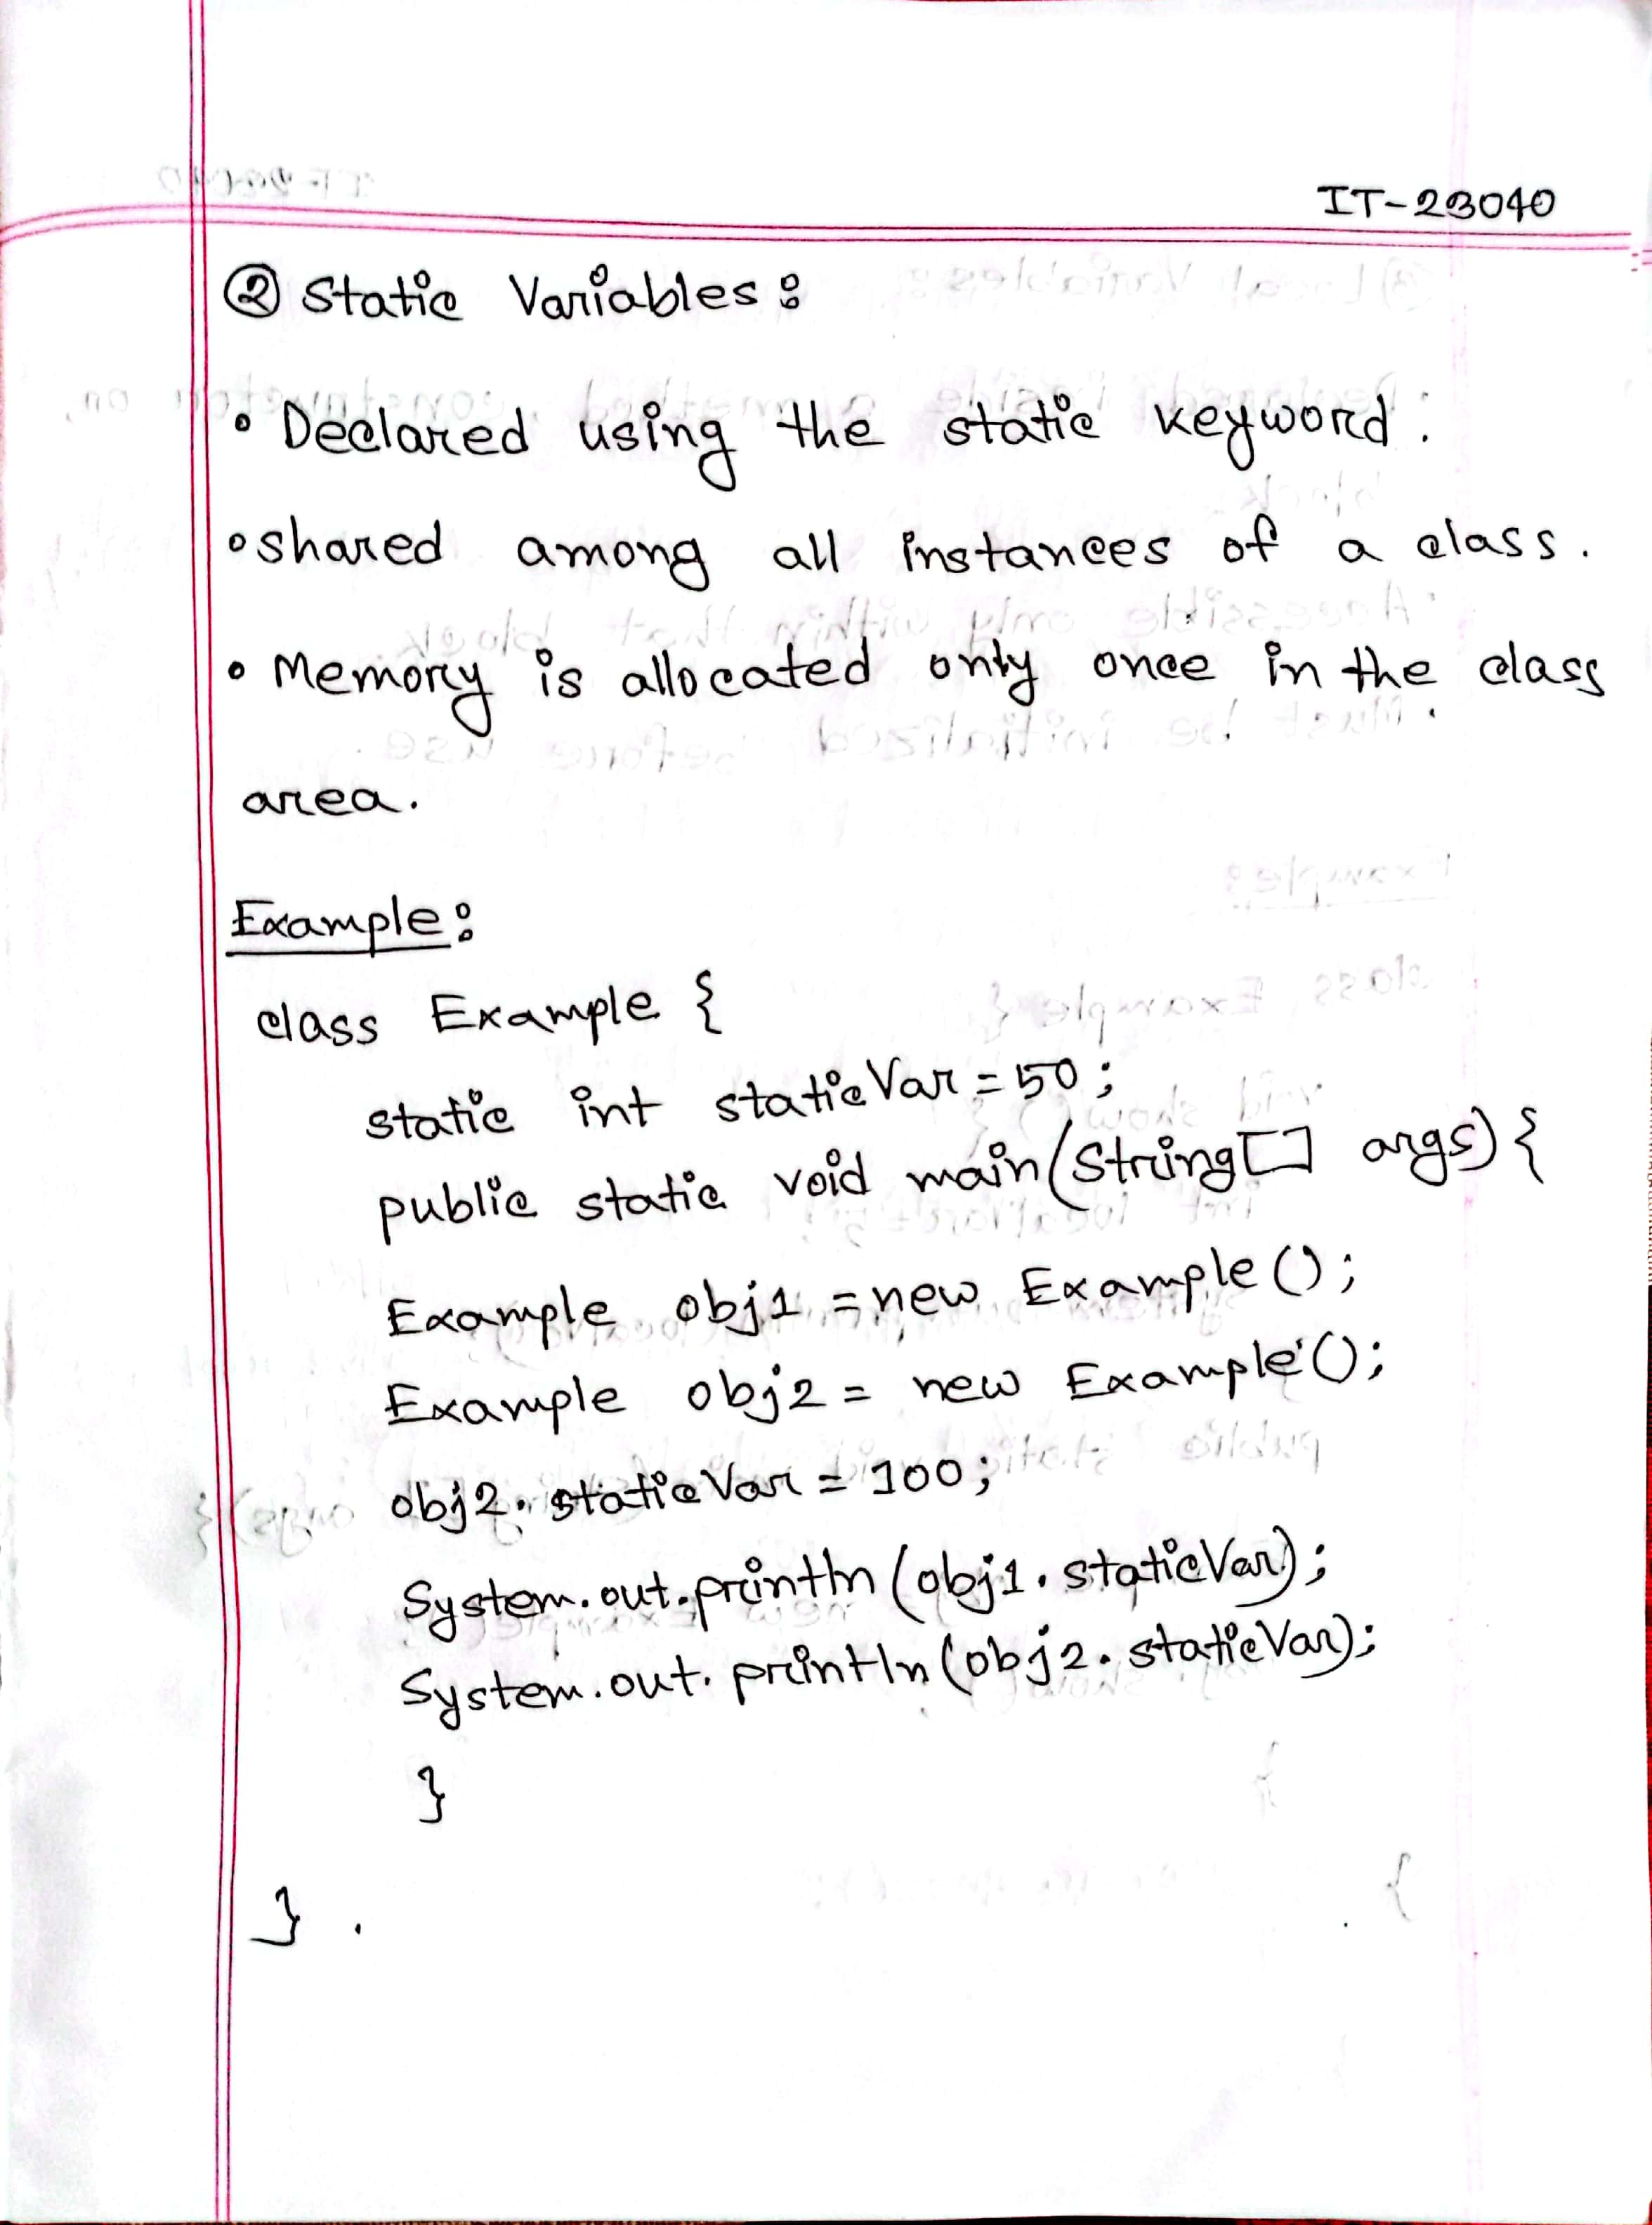 IT-23040
② Static Variables:
• Declared using the static keyword.
• shared among all instances of a class.
• Memory is allocated only once in the class
area.
Example:
class Example {
static int staticVar = 50;
public static void main(String[] args) {
Example obj1 = new Example();
Example obj2 = new Example();
obj2.staticVar = 100;
System.out.println(obj1.staticVar);
System.out.println(obj2.staticVar);
}
}.